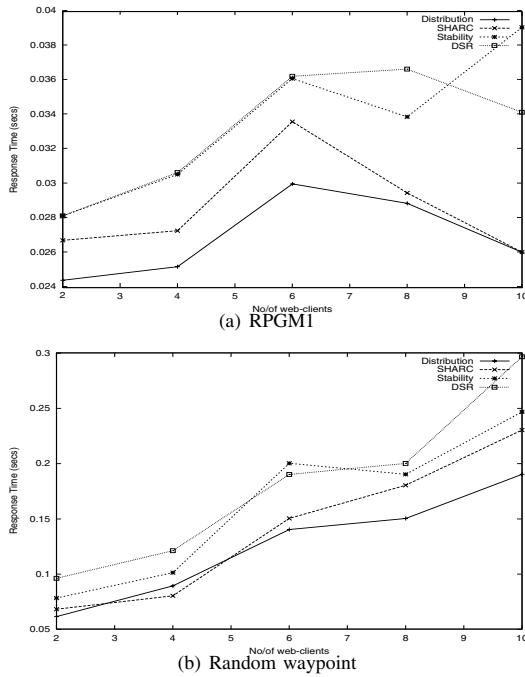 0.04
0.038
0.036
0.034
0.032
0.03
0.028
0.026
0.024
Response Time (secs)
Distribution
SHARC
Stability
DSR
2 3 4 5 6 7 8 9 10
No/of web-clients
(a) RPGM1
0.3
0.25
0.2
0.15
0.1
0.05
Response Time (secs)
Distribution
SHARC
Stability
DSR
2 3 4 5 6 7 8 9 10
No/of web-clients
(b) Random waypoint